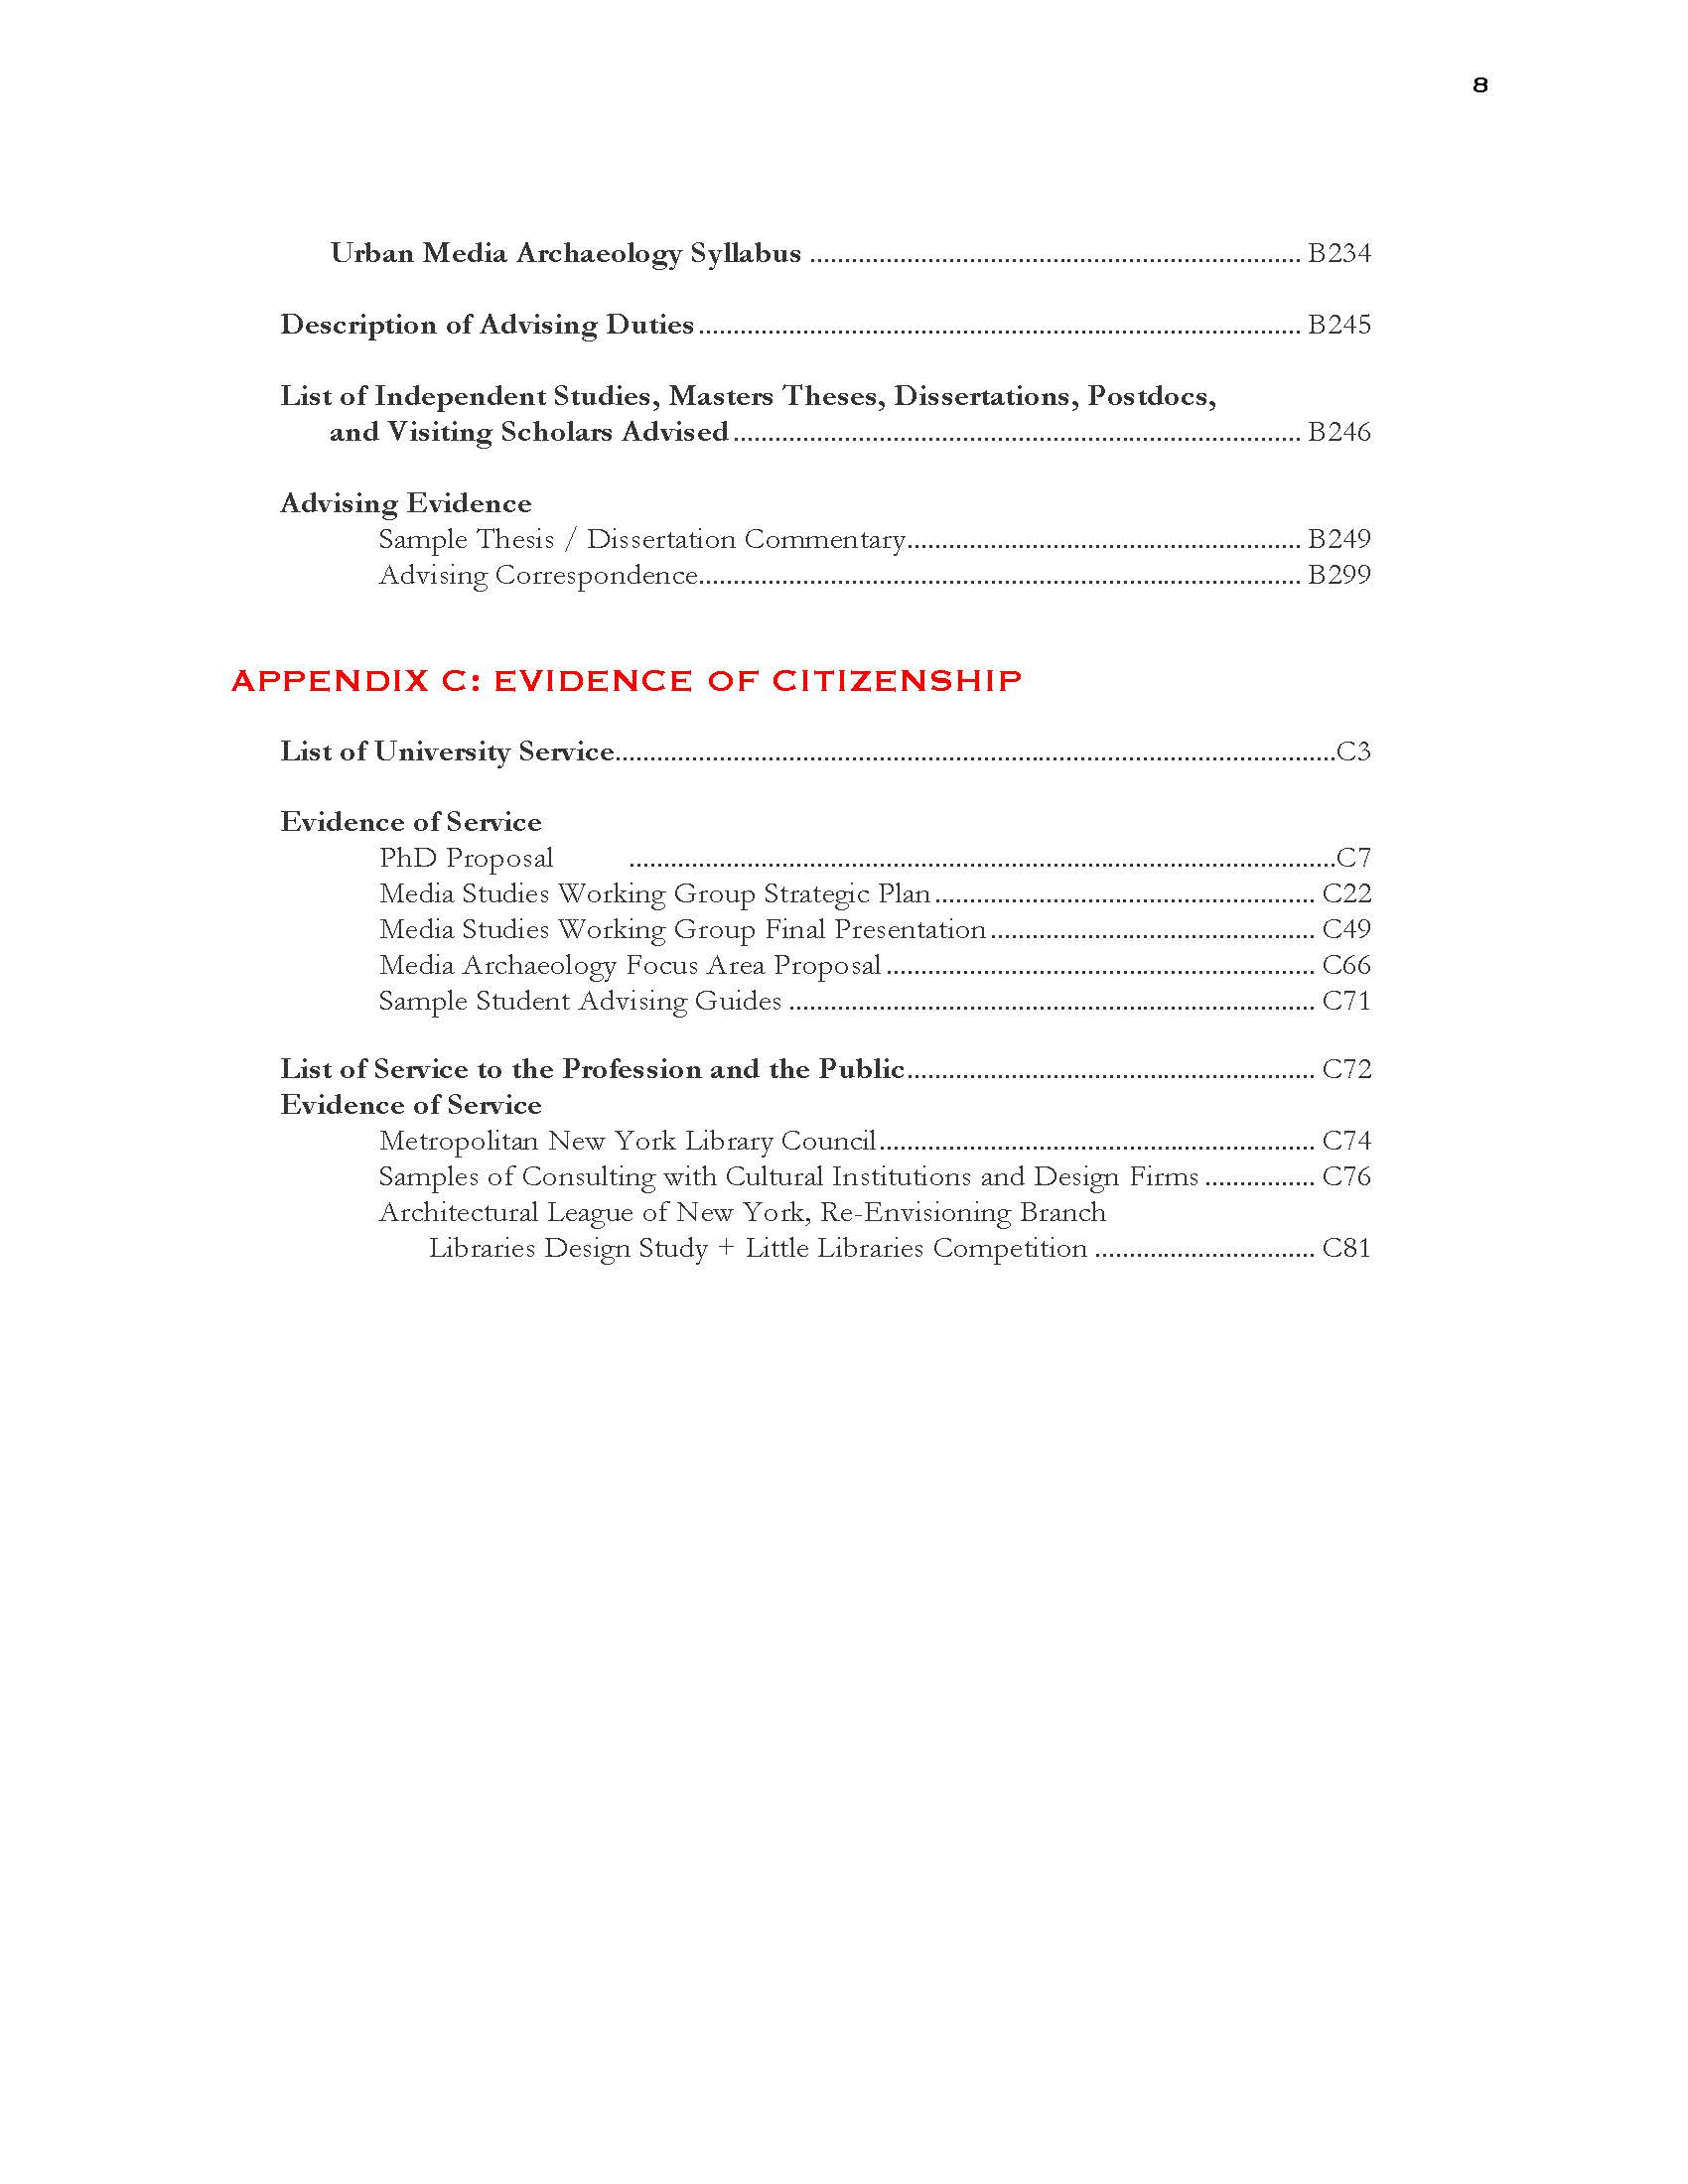 8
Urban Media Archaeology Syllabus ....................................................................... B234
Description of Advising Duties ....................................................................................... B245
List of Independent Studies, Masters Theses, Dissertations, Postdocs,
and Visiting Scholars Advised .................................................................................. B246
Advising Evidence
Sample Thesis / Dissertation Commentary......................................................... B249
Advising Correspondence....................................................................................... B299
APPENDIX C: EVIDENCE OF CITIZENSHIP
List of University Service........................................................................................................C3
Evidence of Service
PhD Proposal ......................................................................................................C7
Media Studies Working Group Strategic Plan ....................................................... C22
Media Studies Working Group Final Presentation ............................................... C49
Media Archaeology Focus Area Proposal .............................................................. C66
Sample Student Advising Guides ............................................................................ C71
List of Service to the Profession and the Public........................................................... C72
Evidence of Service
Metropolitan New York Library Council............................................................... C74
Samples of Consulting with Cultural Institutions and Design Firms ................ C76
Architectural League of New York, Re-Envisioning Branch
Libraries Design Study + Little Libraries Competition ................................ C81